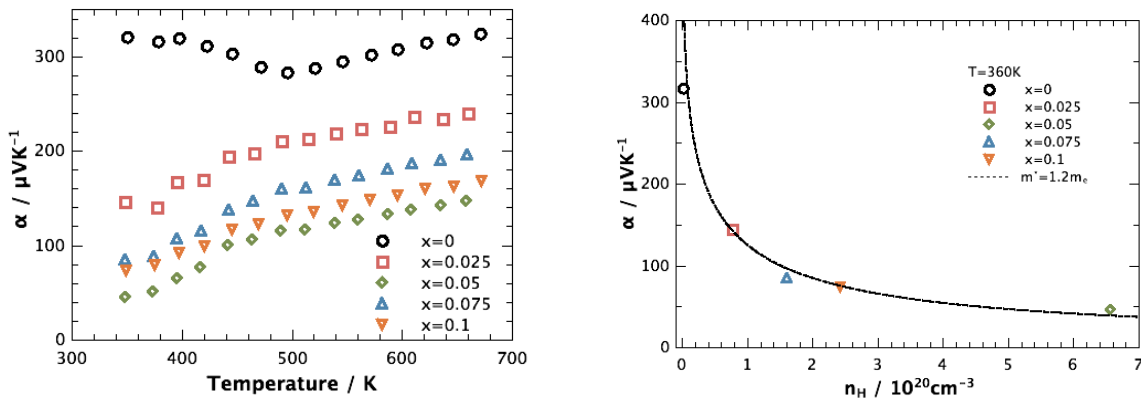 300
200
100
0
α / µVK⁻¹
300
400
500
600
700
Temperature / K
x=0
x=0.025
x=0.05
x=0.075
x=0.1
400
300
200
100
0
α / µVK⁻¹
0
1
2
3
4
5
6
7
n_H / 10²⁰cm⁻³
T=360K
x=0
x=0.025
x=0.05
x=0.075
x=0.1
m*=1.2mₑ